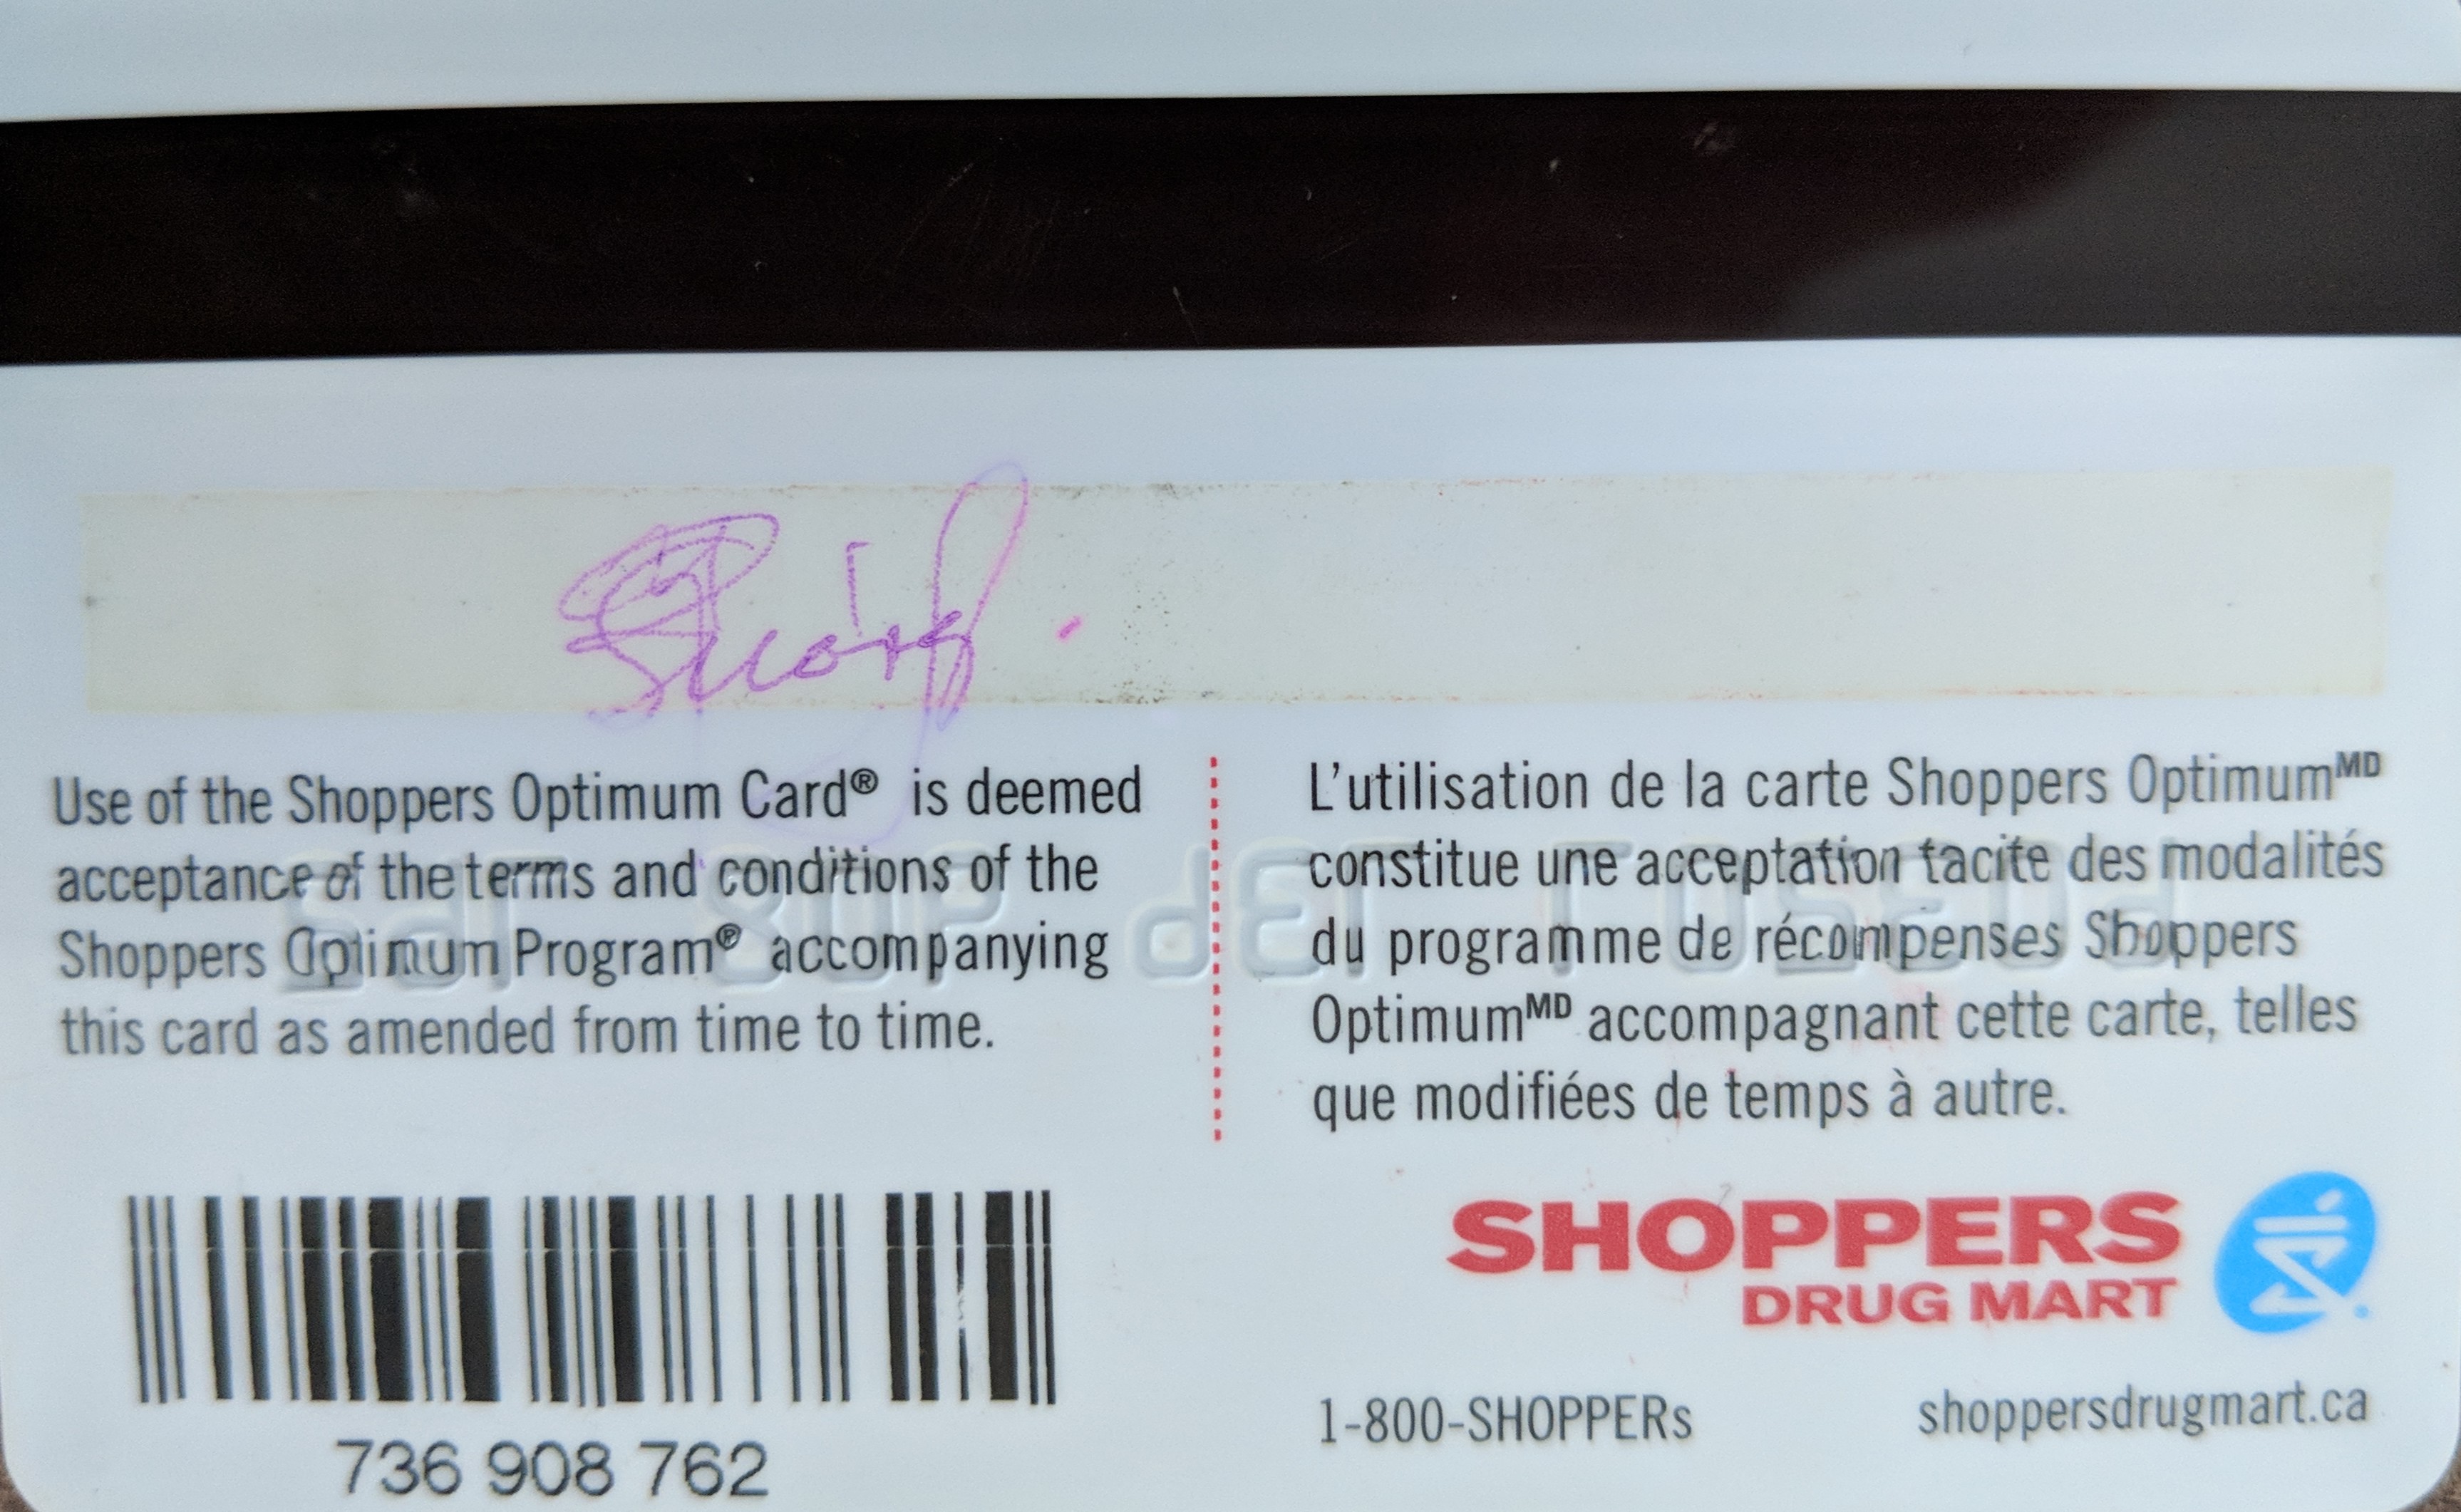 Use of the Shoppers Optimum Card® is deemed
acceptance of the terms and conditions of the
Shoppers Optimum Program® accompanying
this card as amended from time to time.
L'utilisation de la carte Shoppers Optimum MD
constitue une acceptation tacite des modalités
du programme de récompenses Shoppers
Optimum MD accompagnant cette carte, telles
que modifiées de temps à autre.
736 908 762
SHOPPERS
DRUG MART
1-800-SHOPPERs
shoppersdrugmart.ca